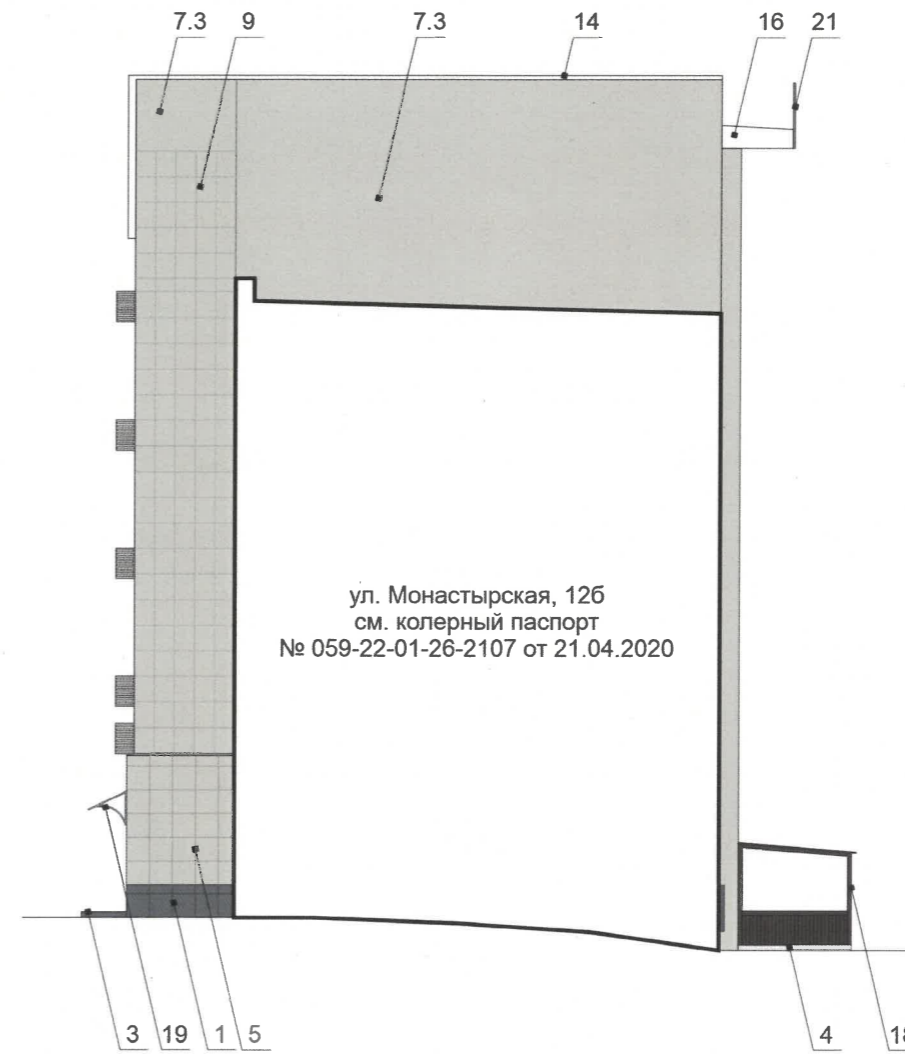 7.3 9 7.3 14 16 21
ул. Монастырская, 12б
см. колерный паспорт
№ 059-22-01-26-2107 от 21.04.2020
3 19 1 5 4 18